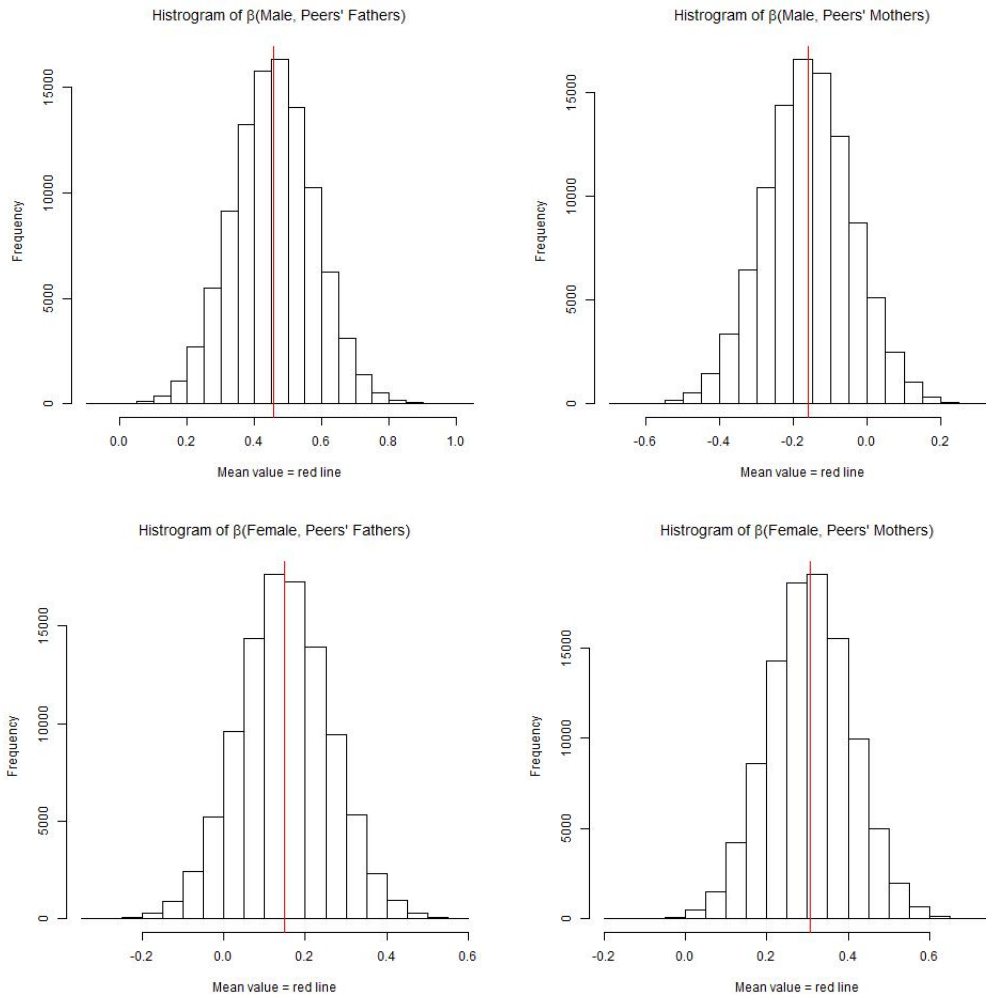 Histrogram of β(Male, Peers' Fathers)
Frequency
0
5000
10000
15000
0.0 0.2 0.4 0.6 0.8 1.0
Mean value = red line
Histrogram of β(Male, Peers' Mothers)
Frequency
0
5000
10000
15000
-0.6 -0.4 -0.2 0.0 0.2
Mean value = red line
Histrogram of β(Female, Peers' Fathers)
Frequency
0
5000
10000
15000
-0.2 0.0 0.2 0.4 0.6
Mean value = red line
Histrogram of β(Female, Peers' Mothers)
Frequency
0
5000
10000
15000
-0.2 0.0 0.2 0.4 0.6
Mean value = red line